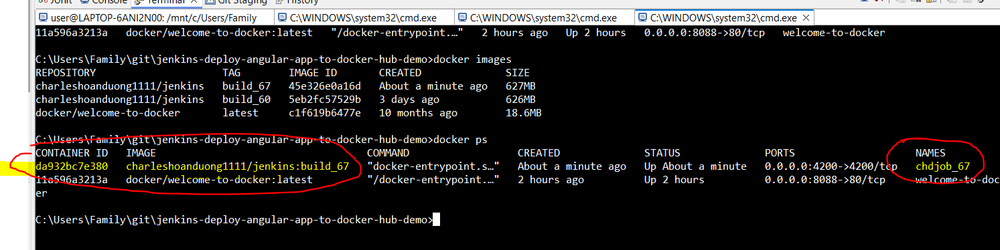 JUnit Console Terminal Git Staging History
user@LAPTOP-6ANI2N00: /mnt/c/Users/Family C:\WINDOWS\system32\cmd.exe C:\WINDOWS\system32\cmd.exe C:\WINDOWS\system32\cmd.exe
11a596a3213a docker/welcome-to-docker:latest "/docker-entrypoint.…" 2 hours ago Up 2 hours 0.0.0.0:8088->80/tcp welcome-to-docker
C:\Users\Family\git\jenkins-deploy-angular-app-to-docker-hub-demo>docker images
REPOSITORY TAG IMAGE ID CREATED SIZE
charleshoanduong1111/jenkins build_67 45e326e0a16d About a minute ago 627MB
charleshoanduong1111/jenkins build_60 5eb2fc57529b 3 days ago 626MB
docker/welcome-to-docker latest c1f619b6477e 10 months ago 18.6MB
C:\Users\Family\git\jenkins-deploy-angular-app-to-docker-hub-demo>docker ps
CONTAINER ID IMAGE COMMAND CREATED STATUS PORTS NAMES
da932bc7e380 charleshoanduong1111/jenkins:build_67 "docker-entrypoint.s…" About a minute ago Up About a minute 0.0.0.0:4200->4200/tcp chdjob_67
11a596a3213a docker/welcome-to-docker:latest "/docker-entrypoint.…" 2 hours ago Up 2 hours 0.0.0.0:8088->80/tcp welcome-to-dock
er
C:\Users\Family\git\jenkins-deploy-angular-app-to-docker-hub-demo>